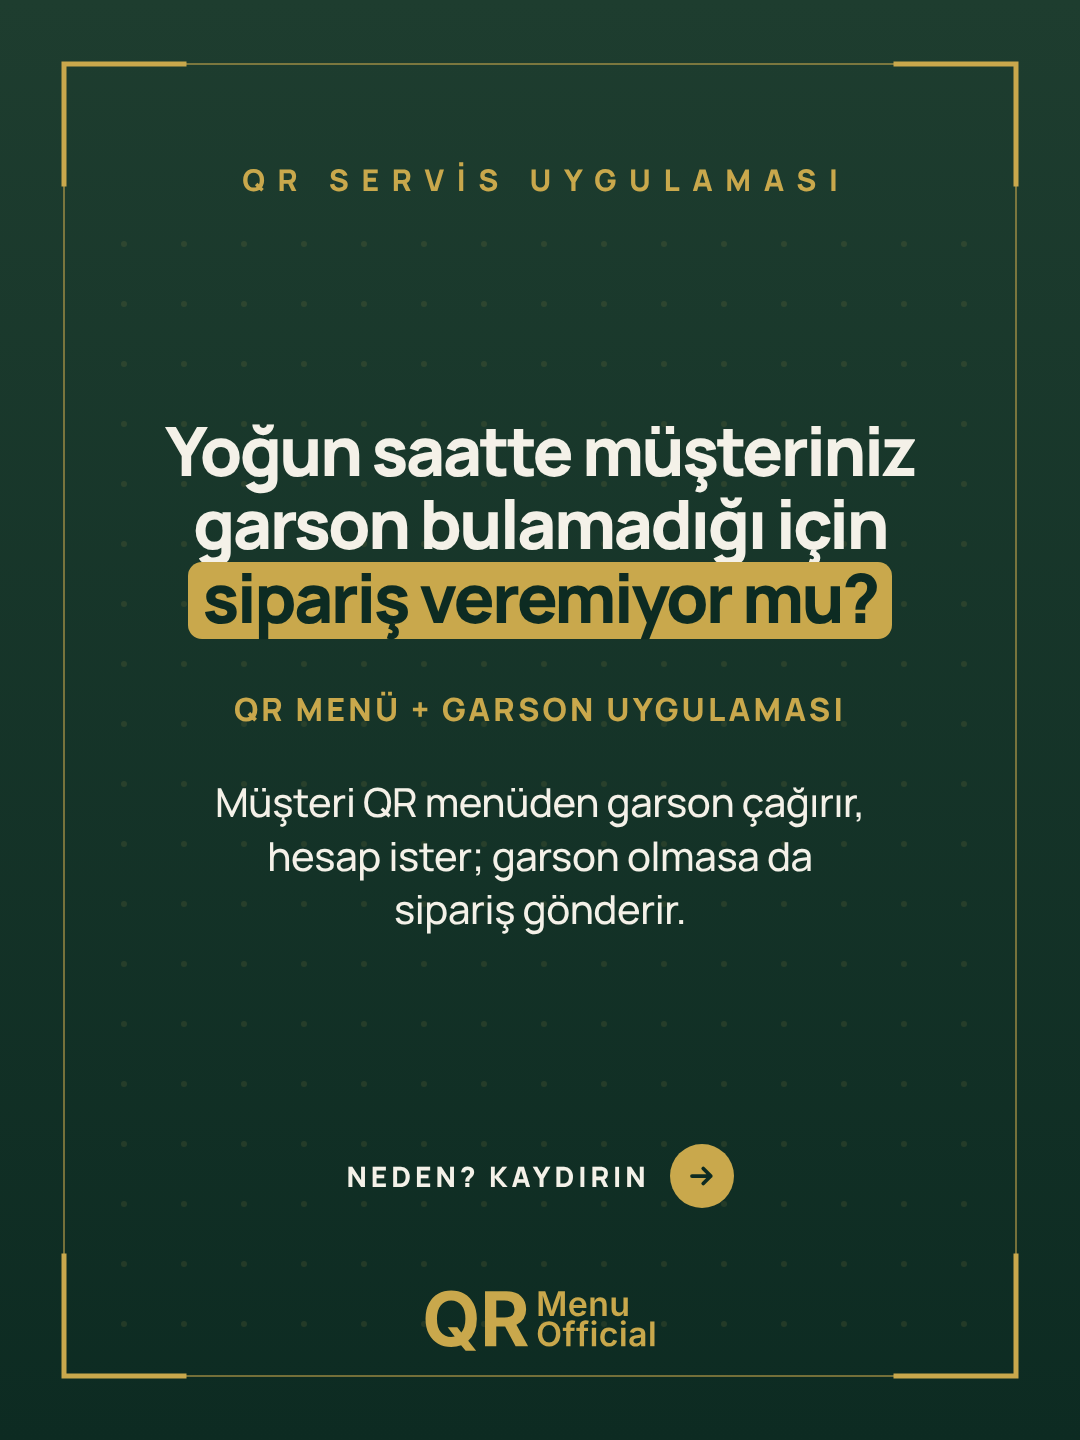 QR SERVİS UYGULAMASI
Yoğun saatte müşteriniz
garson bulamadığı için
sipariş veremiyor mu?
QR MENÜ + GARSON UYGULAMASI
Müşteri QR menüden garson çağırır,
hesap ister; garson olmasa da
sipariş gönderir.
NEDEN? KAYDIRIN
QR Menu
Official